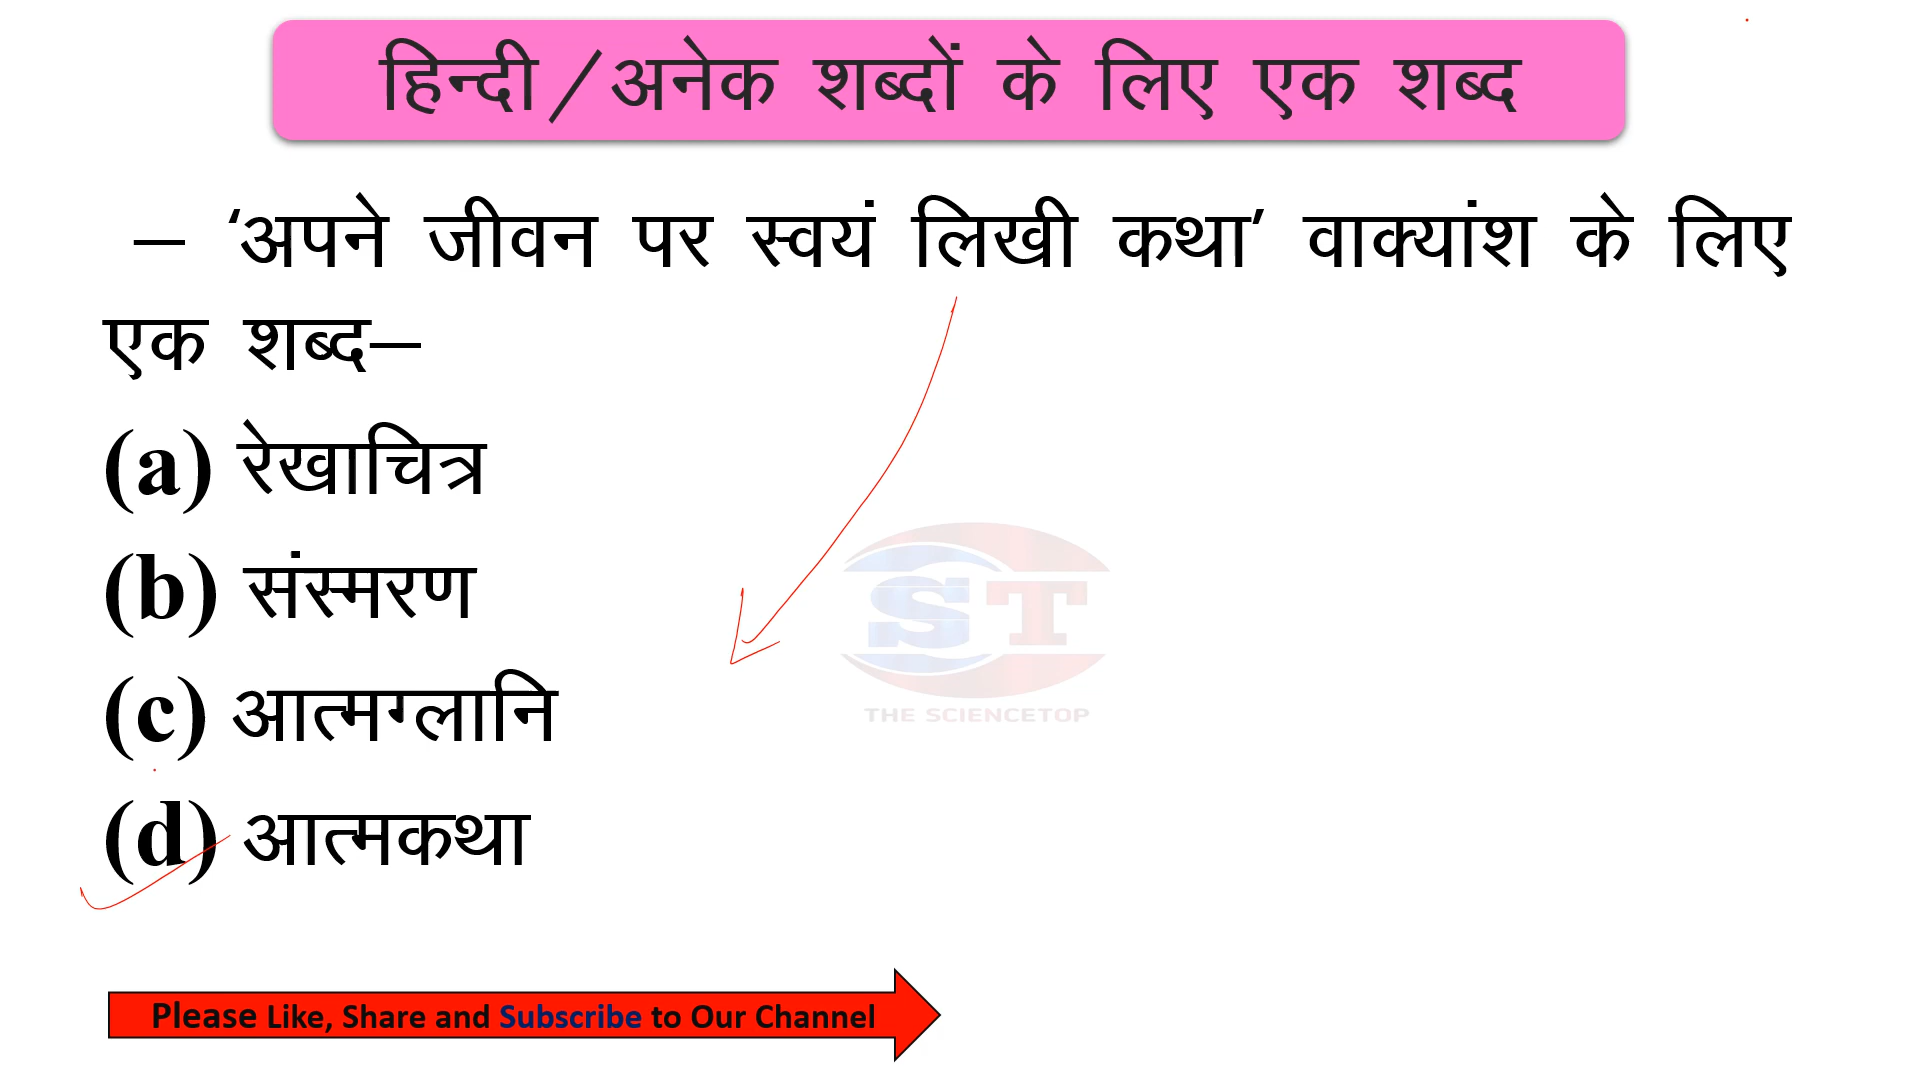 हिन्दी/अनेक शब्दों के लिए एक शब्द
– ‘अपने जीवन पर स्वयं लिखी कथा’ वाक्यांश के लिए
एक शब्द–
(a) रेखाचित्र
(b) संस्मरण
(c) आत्मग्लानि
(d) आत्मकथा
ST
THE SCIENCETOP
Please Like, Share and Subscribe to Our Channel